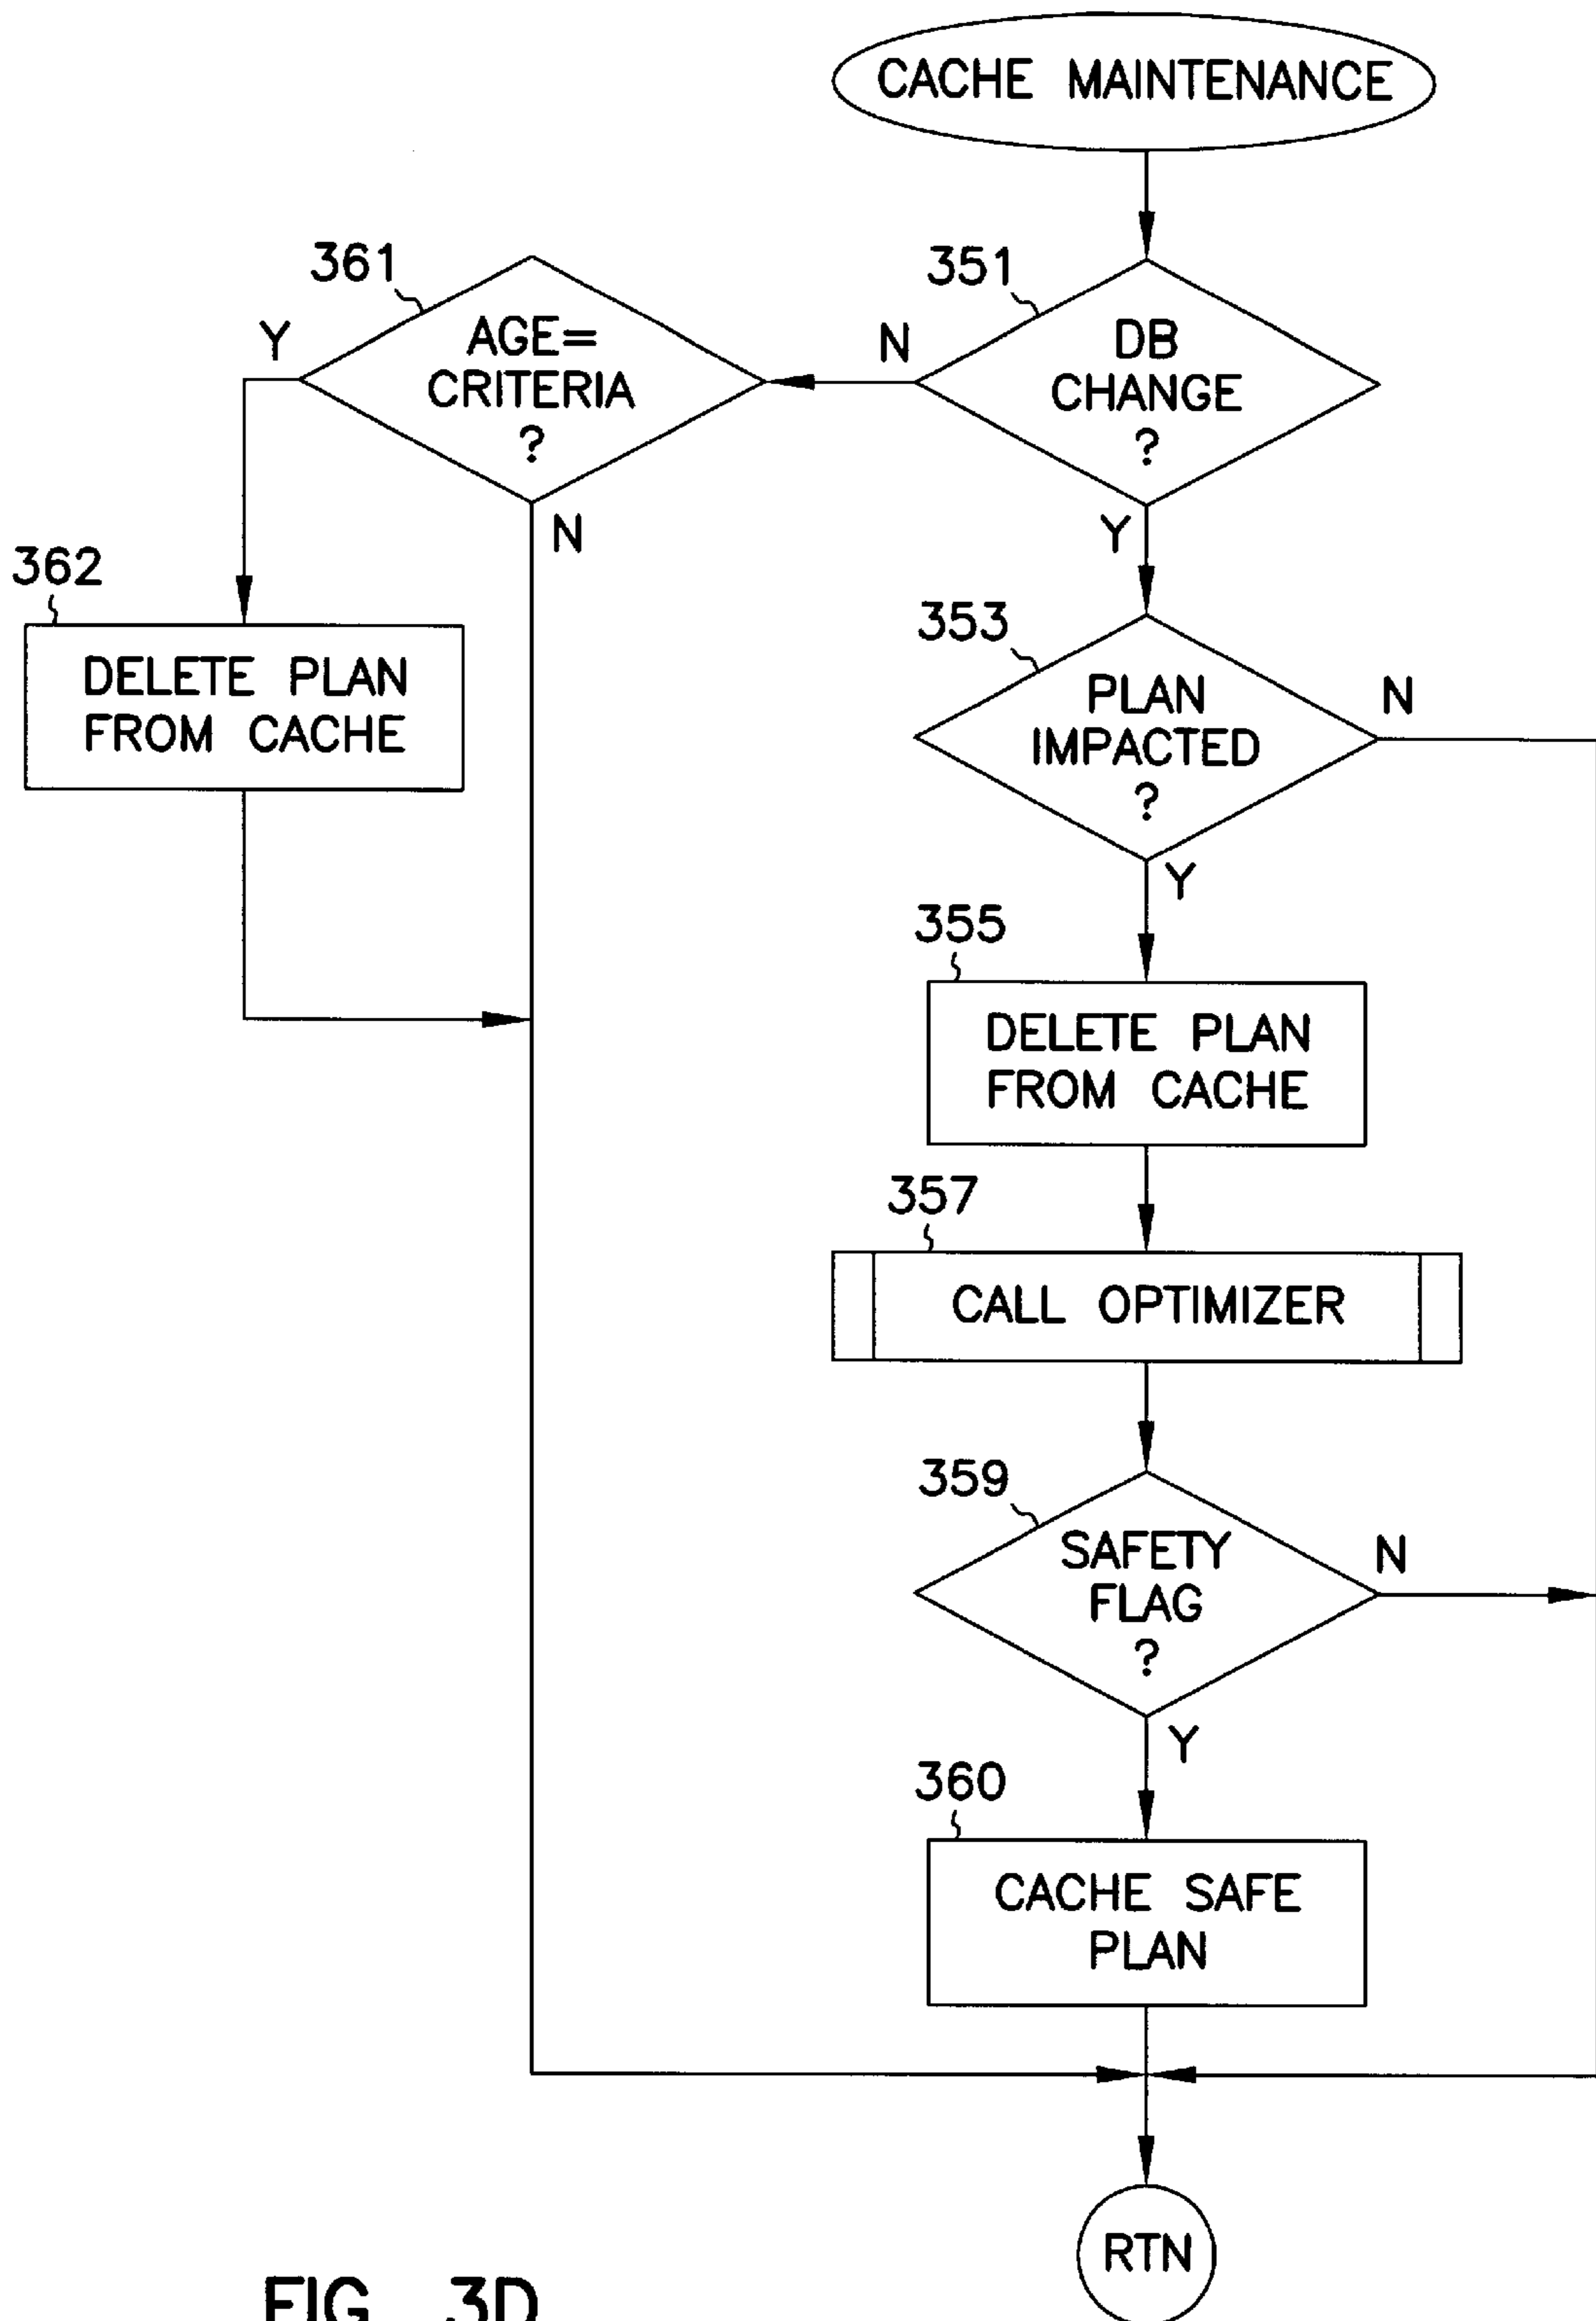 CACHE MAINTENANCE
361
351
Y
AGE=
CRITERIA
?
N
DB
CHANGE
?
N
Y
362
DELETE PLAN
FROM CACHE
353
PLAN
IMPACTED
?
N
Y
355
DELETE PLAN
FROM CACHE
357
CALL OPTIMIZER
359
SAFETY
FLAG
?
N
Y
360
CACHE SAFE
PLAN
RTN
FIG. 3D